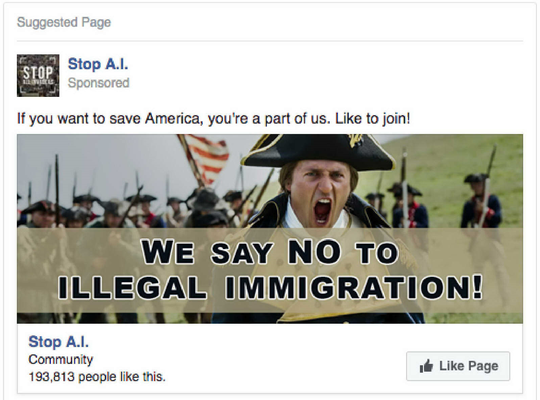 Suggested Page
STOP
Stop A.I.
Sponsored
If you want to save America, you're a part of us. Like to join!
WE SAY NO TO
ILLEGAL IMMIGRATION!
Stop A.I.
Community
193,813 people like this.
Like Page